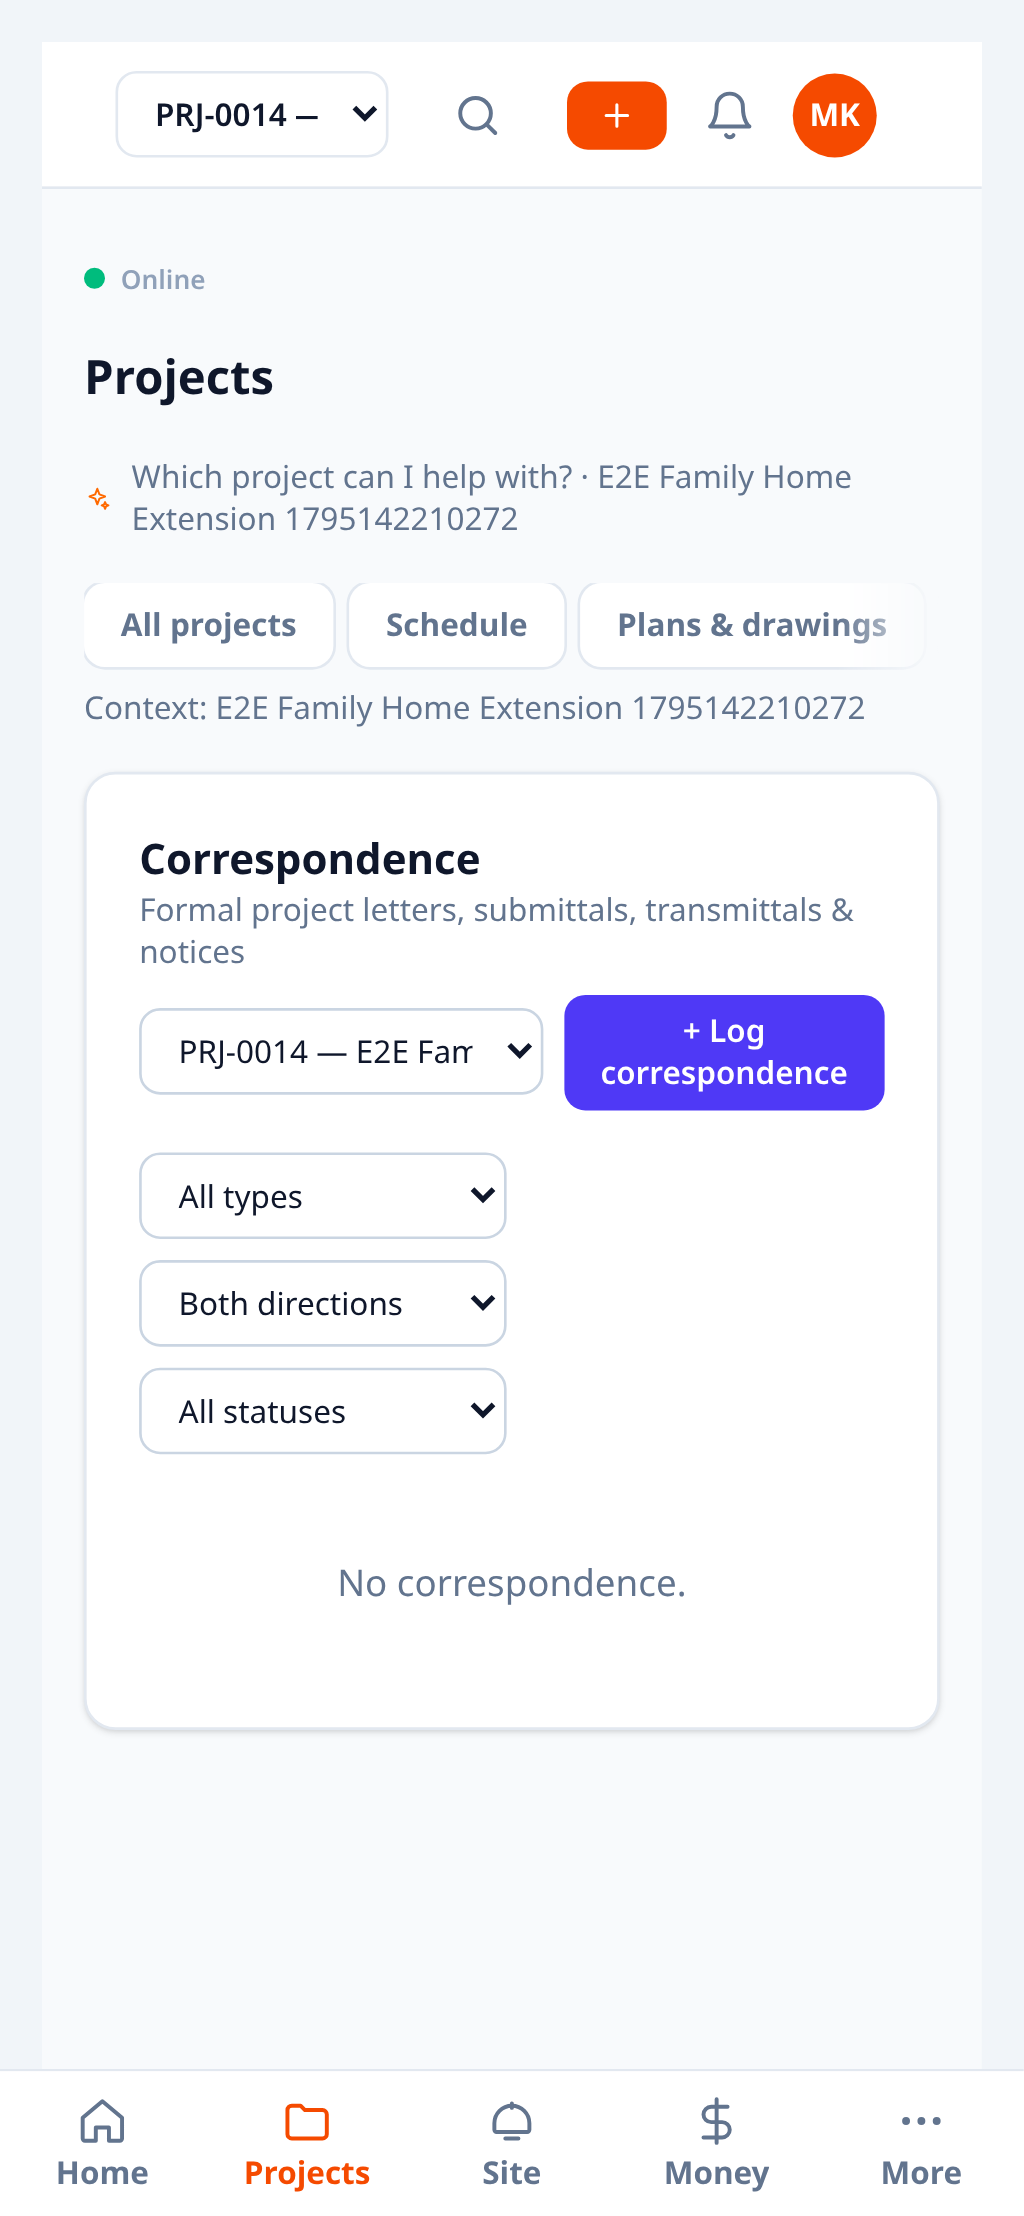 PRJ-0014 —
MK
Online
Projects
Which project can I help with? · E2E Family Home
Extension 1795142210272
All projects
Schedule
Plans & drawings
Context: E2E Family Home Extension 1795142210272
Correspondence
Formal project letters, submittals, transmittals &
notices
PRJ-0014 — E2E Fam
+ Log
correspondence
All types
Both directions
All statuses
No correspondence.
Home
Projects
Site
Money
More